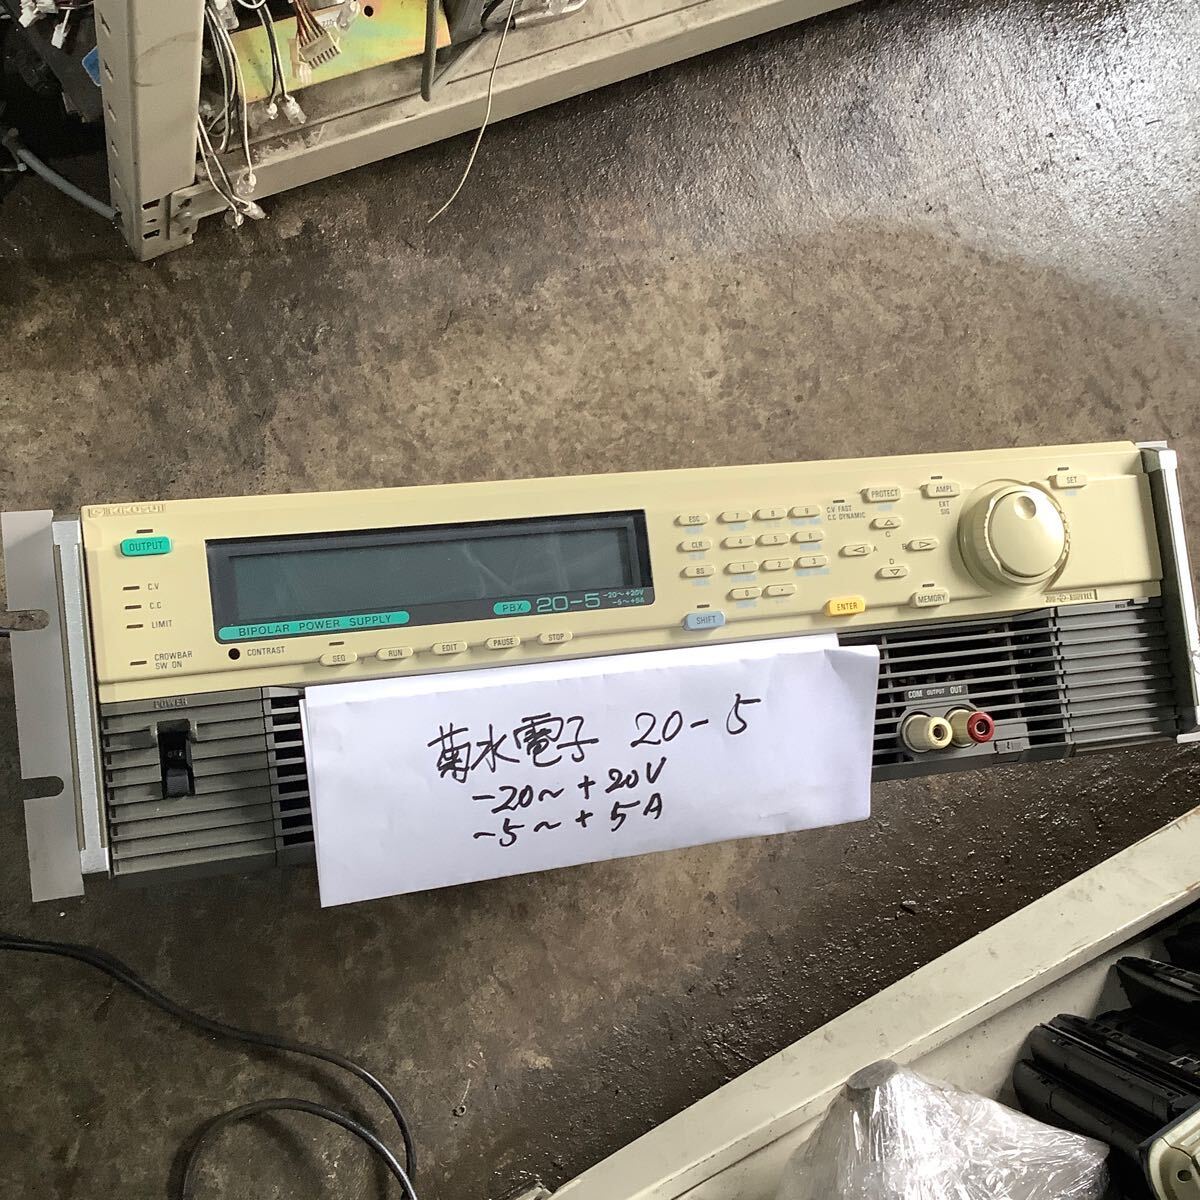 KIKUSUI
OUTPUT
C.V
C.C
LIMIT
CROWBAR
SW ON
BIPOLAR POWER SUPPLY
PBX 20-5 -20~+20V
-5~+5A
CONTRAST
SEQ RUN EDIT PAUSE STOP
ESC 7 8 9
CLR 4 5 6
BS 1 2 3
0 .
SHIFT
C.V FAST
C.C DYNAMIC
PROTECT
AMPL
EXT
SIG
SET
C
A
B
D
ENTER
MEMORY
POWER
COM OUTPUT OUT
菊水電子 20-5
-20~+20V
-5~+5A